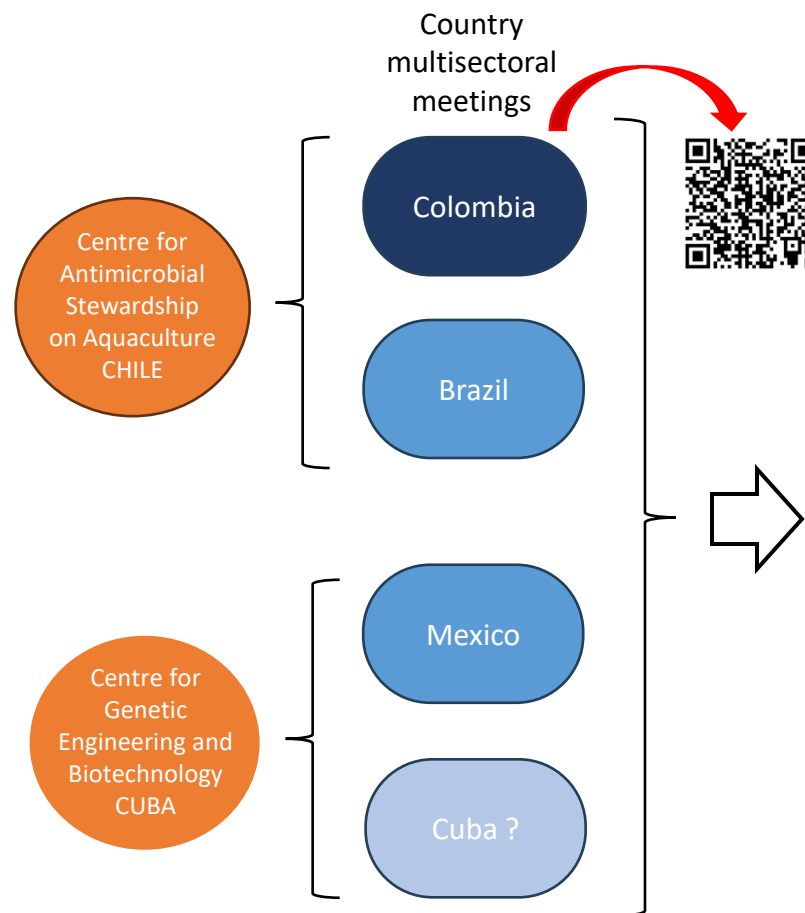 Country
multisectoral
meetings
Colombia
Centre for
Antimicrobial
Stewardship
on Aquaculture
CHILE
Brazil
Mexico
Centre for
Genetic
Engineering and
Biotechnology
CUBA
Cuba ?